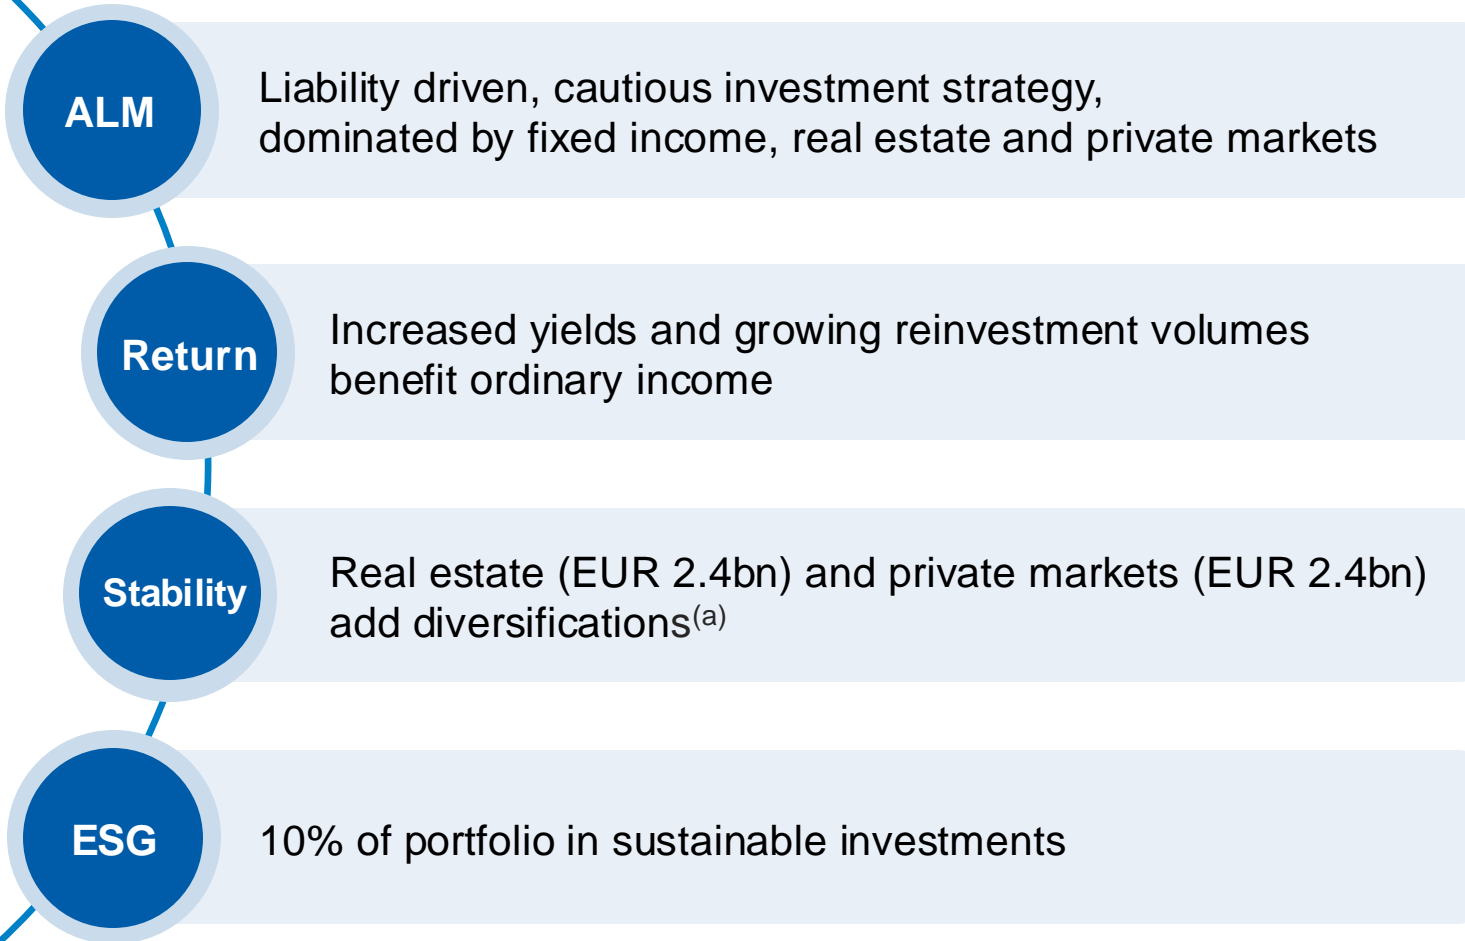 ALM
Liability driven, cautious investment strategy,
dominated by fixed income, real estate and private markets
Return
Increased yields and growing reinvestment volumes
benefit ordinary income
Stability
Real estate (EUR 2.4bn) and private markets (EUR 2.4bn)
add diversifications(a)
ESG
10% of portfolio in sustainable investments